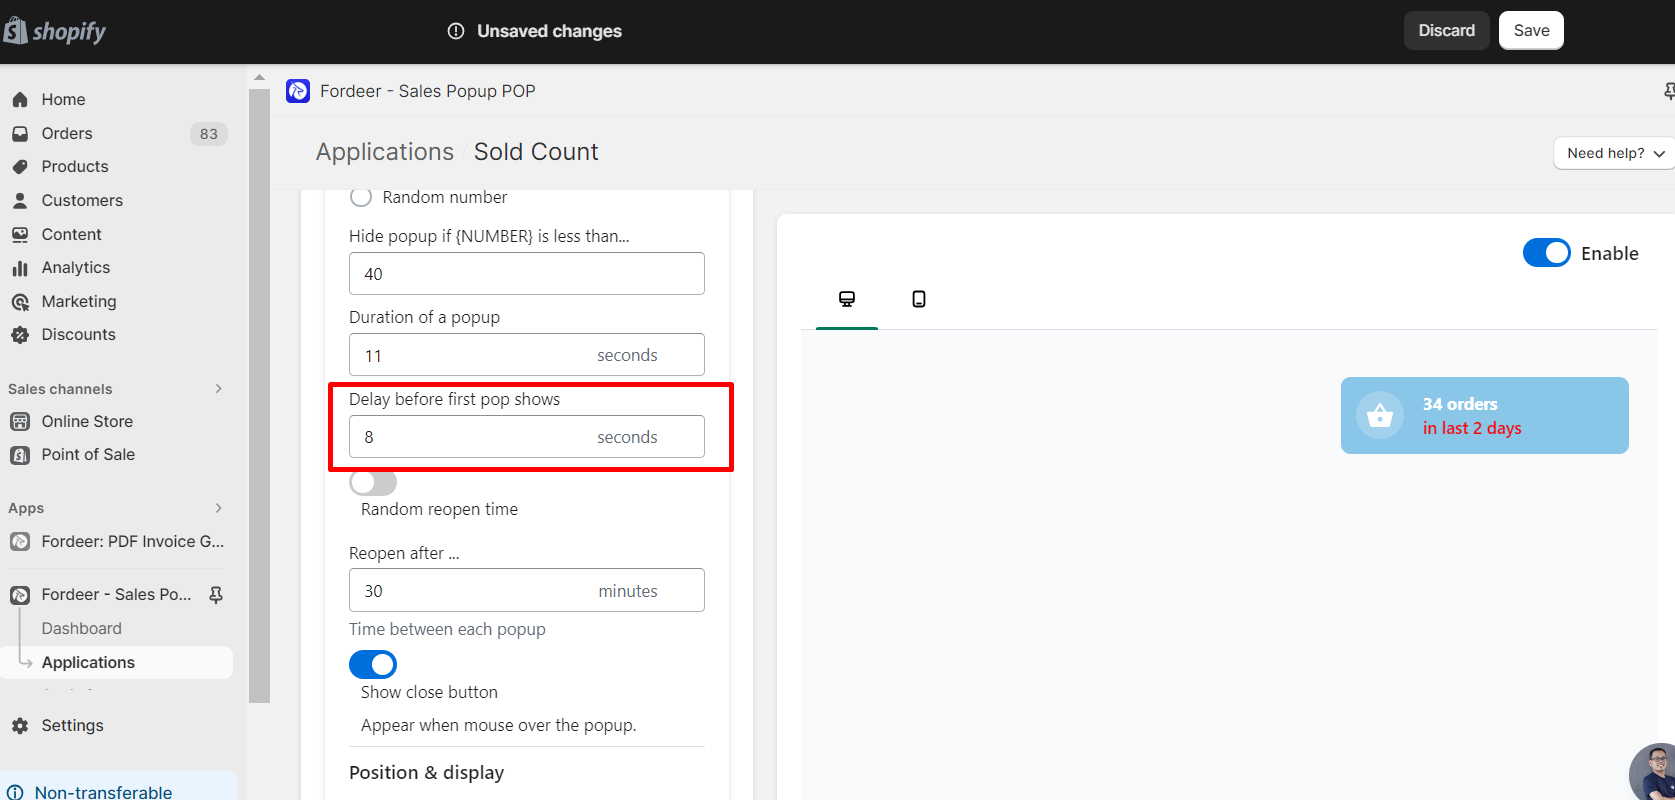 shopify
Unsaved changes
Discard
Save
Home
Orders
83
Products
Customers
Content
Analytics
Marketing
Discounts
Sales channels
Online Store
Point of Sale
Apps
Fordeer: PDF Invoice G...
Fordeer - Sales Po...
Dashboard
Applications
Settings
Non-transferable
Fordeer - Sales Popup POP
Applications / Sold Count
Need help?
Random number
Hide popup if {NUMBER} is less than...
40
Duration of a popup
11 seconds
Delay before first pop shows
8 seconds
Random reopen time
Reopen after ...
30 minutes
Time between each popup
Show close button
Appear when mouse over the popup.
Position & display
Enable
34 orders
in last 2 days